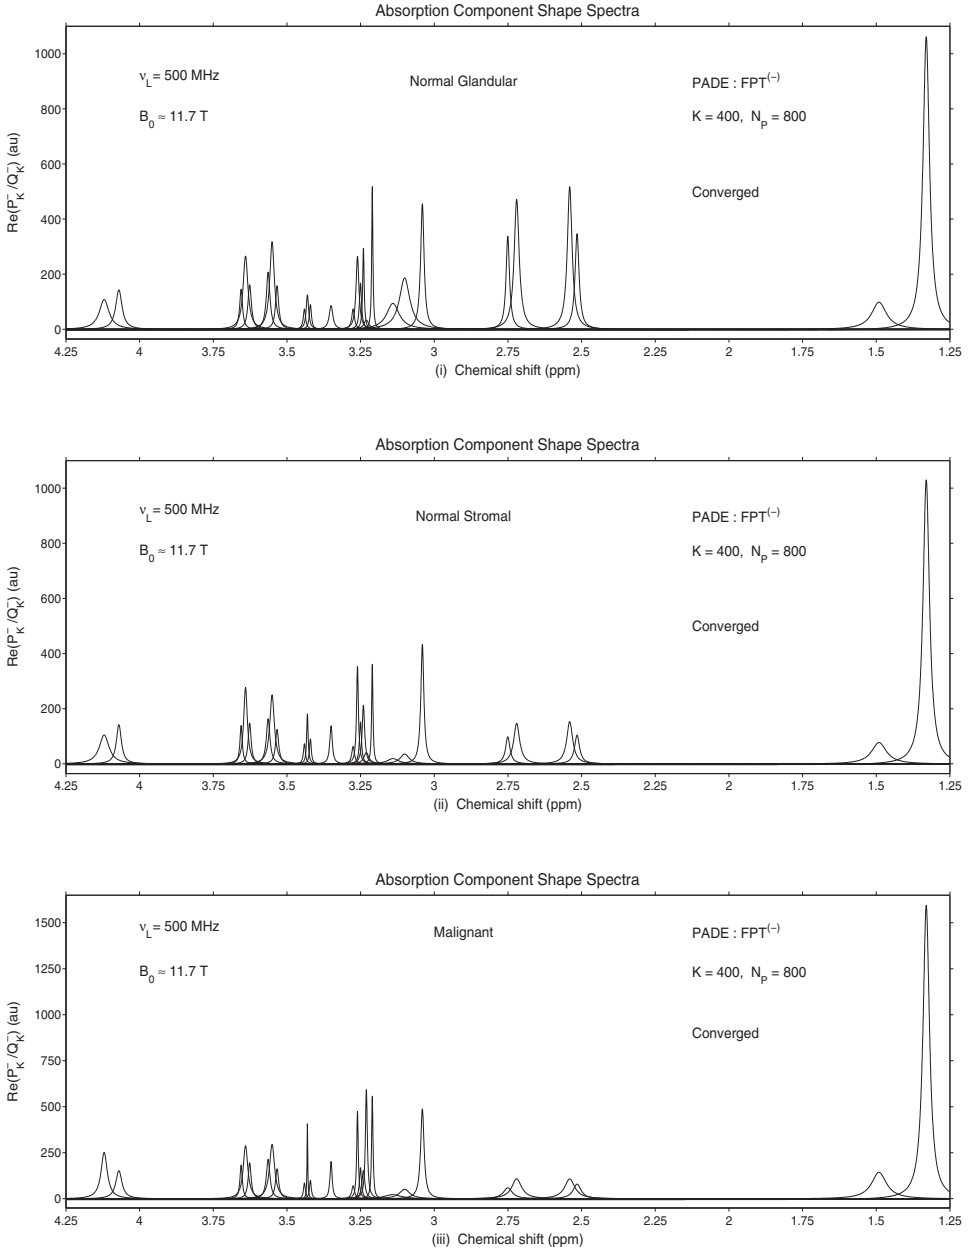 Absorption Component Shape Spectra
1000
800
600
400
200
0
Re(P_K^-/Q_K^-) (au)
ν_L = 500 MHz
B_0 ≈ 11.7 T
Normal Glandular
PADE : FPT^(−)
K = 400, N_P = 800
Converged
4.25 4 3.75 3.5 3.25 3 2.75 2.5 2.25 2 1.75 1.5 1.25
(i) Chemical shift (ppm)
Absorption Component Shape Spectra
1000
800
600
400
200
0
Re(P_K^-/Q_K^-) (au)
ν_L = 500 MHz
B_0 ≈ 11.7 T
Normal Stromal
PADE : FPT^(−)
K = 400, N_P = 800
Converged
4.25 4 3.75 3.5 3.25 3 2.75 2.5 2.25 2 1.75 1.5 1.25
(ii) Chemical shift (ppm)
Absorption Component Shape Spectra
1500
1250
1000
750
500
250
0
Re(P_K^-/Q_K^-) (au)
ν_L = 500 MHz
B_0 ≈ 11.7 T
Malignant
PADE : FPT^(−)
K = 400, N_P = 800
Converged
4.25 4 3.75 3.5 3.25 3 2.75 2.5 2.25 2 1.75 1.5 1.25
(iii) Chemical shift (ppm)